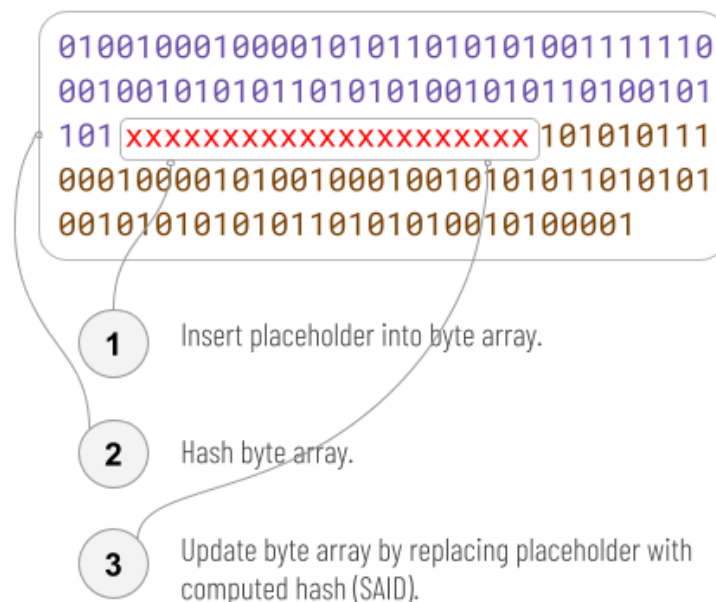 0100100010000101011010101001111110
0010010101011010101001010110100101
101 xxxxxxxxxxxxxxxxxxxxx 101010111
0001000010100100010010101011010101
001010101010110101010010100001
1 Insert placeholder into byte array.
2 Hash byte array.
3 Update byte array by replacing placeholder with
computed hash (SAID).